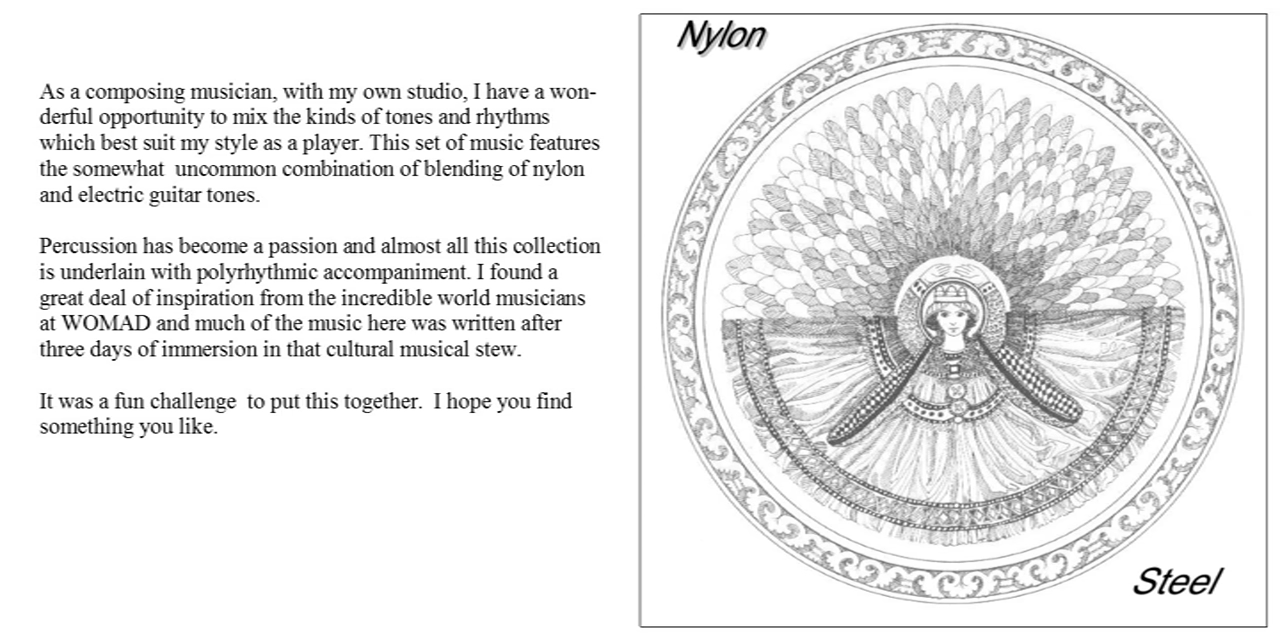 As a composing musician, with my own studio, I have a won-
derful opportunity to mix the kinds of tones and rhythms
which best suit my style as a player. This set of music features
the somewhat  uncommon combination of blending of nylon
and electric guitar tones.
Percussion has become a passion and almost all this collection
is underlain with polyrhythmic accompaniment. I found a
great deal of inspiration from the incredible world musicians
at WOMAD and much of the music here was written after
three days of immersion in that cultural musical stew.
It was a fun challenge  to put this together.  I hope you find
something you like.
Nylon
Steel